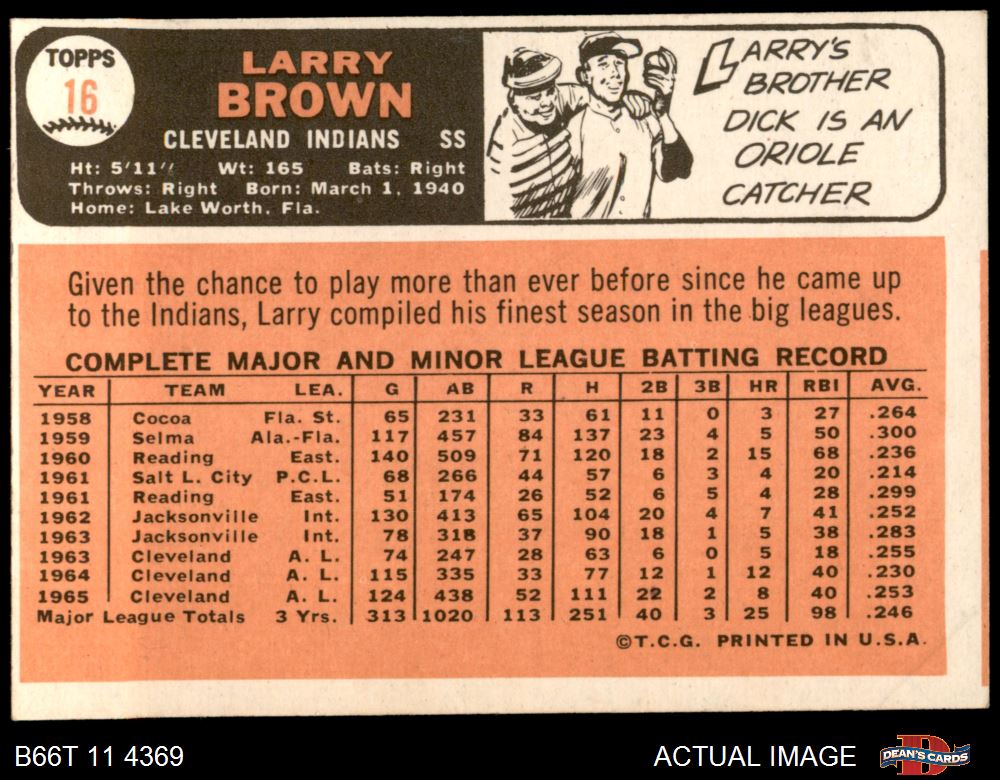 TOPPS
16
LARRY
BROWN
CLEVELAND INDIANS SS
Ht: 5'11" Wt: 165 Bats: Right
Throws: Right Born: March 1, 1940
Home: Lake Worth, Fla.
LARRY'S
BROTHER
DICK IS AN
ORIOLE
CATCHER
Given the chance to play more than ever before since he came up
to the Indians, Larry compiled his finest season in the big leagues.
COMPLETE MAJOR AND MINOR LEAGUE BATTING RECORD
YEAR TEAM LEA. G AB R H 2B 3B HR RBI AVG.
1958 Cocoa Fla. St. 65 231 33 61 11 0 3 27 .264
1959 Selma Ala.-Fla. 117 457 84 137 23 4 5 50 .300
1960 Reading East. 140 509 71 120 18 2 15 68 .236
1961 Salt L. City P.C.L. 68 266 44 57 6 3 4 20 .214
1961 Reading East. 51 174 26 52 6 5 4 28 .299
1962 Jacksonville Int. 130 413 65 104 20 4 7 41 .252
1963 Jacksonville Int. 78 318 37 90 18 1 5 38 .283
1963 Cleveland A. L. 74 247 28 63 6 0 5 18 .255
1964 Cleveland A. L. 115 335 33 77 12 1 12 40 .230
1965 Cleveland A. L. 124 438 52 111 22 2 8 40 .253
Major League Totals 3 Yrs. 313 1020 113 251 40 3 25 98 .246
©T.C.G. PRINTED IN U.S.A.
B66T 11 4369
ACTUAL IMAGE
DEAN'S CARDS